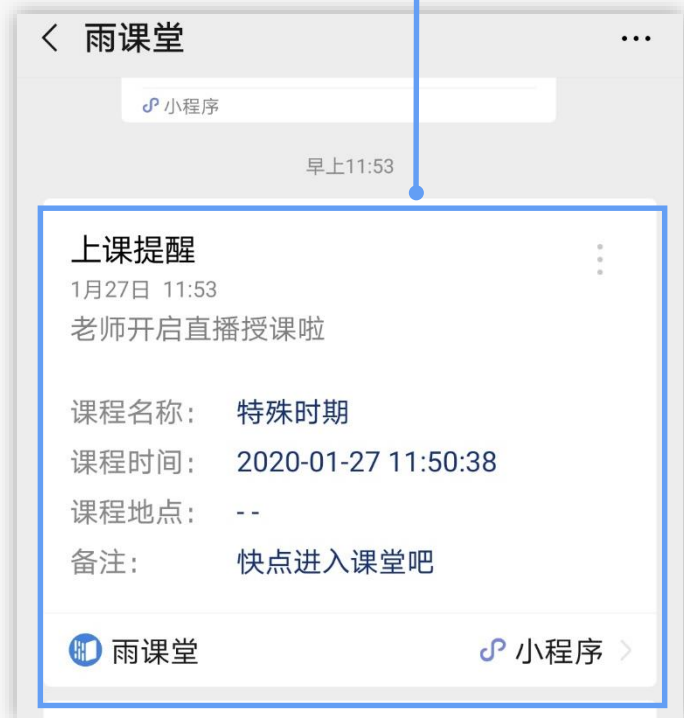 雨课堂
小程序
早上11:53
上课提醒
1月27日 11:53
老师开启直播授课啦
课程名称: 特殊时期
课程时间: 2020-01-27 11:50:38
课程地点: - -
备注: 快点进入课堂吧
雨课堂 小程序